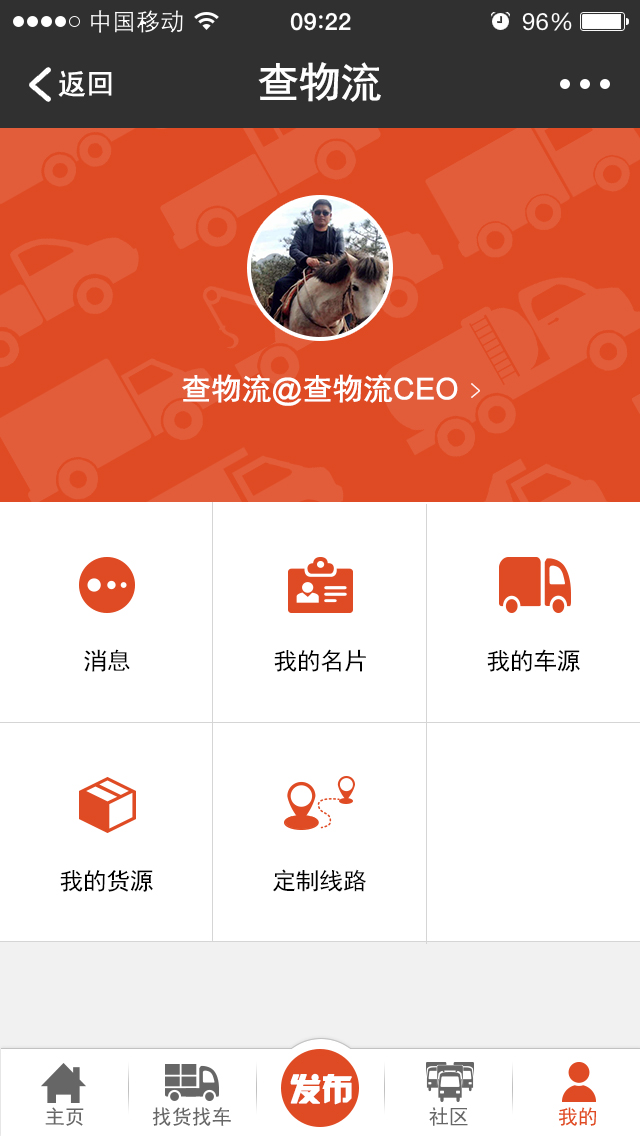 中国移动 09:22 96%
返回 查物流
查物流@查物流CEO
消息 我的名片 我的车源
我的货源 定制线路
主页 找货找车 发布 社区 我的